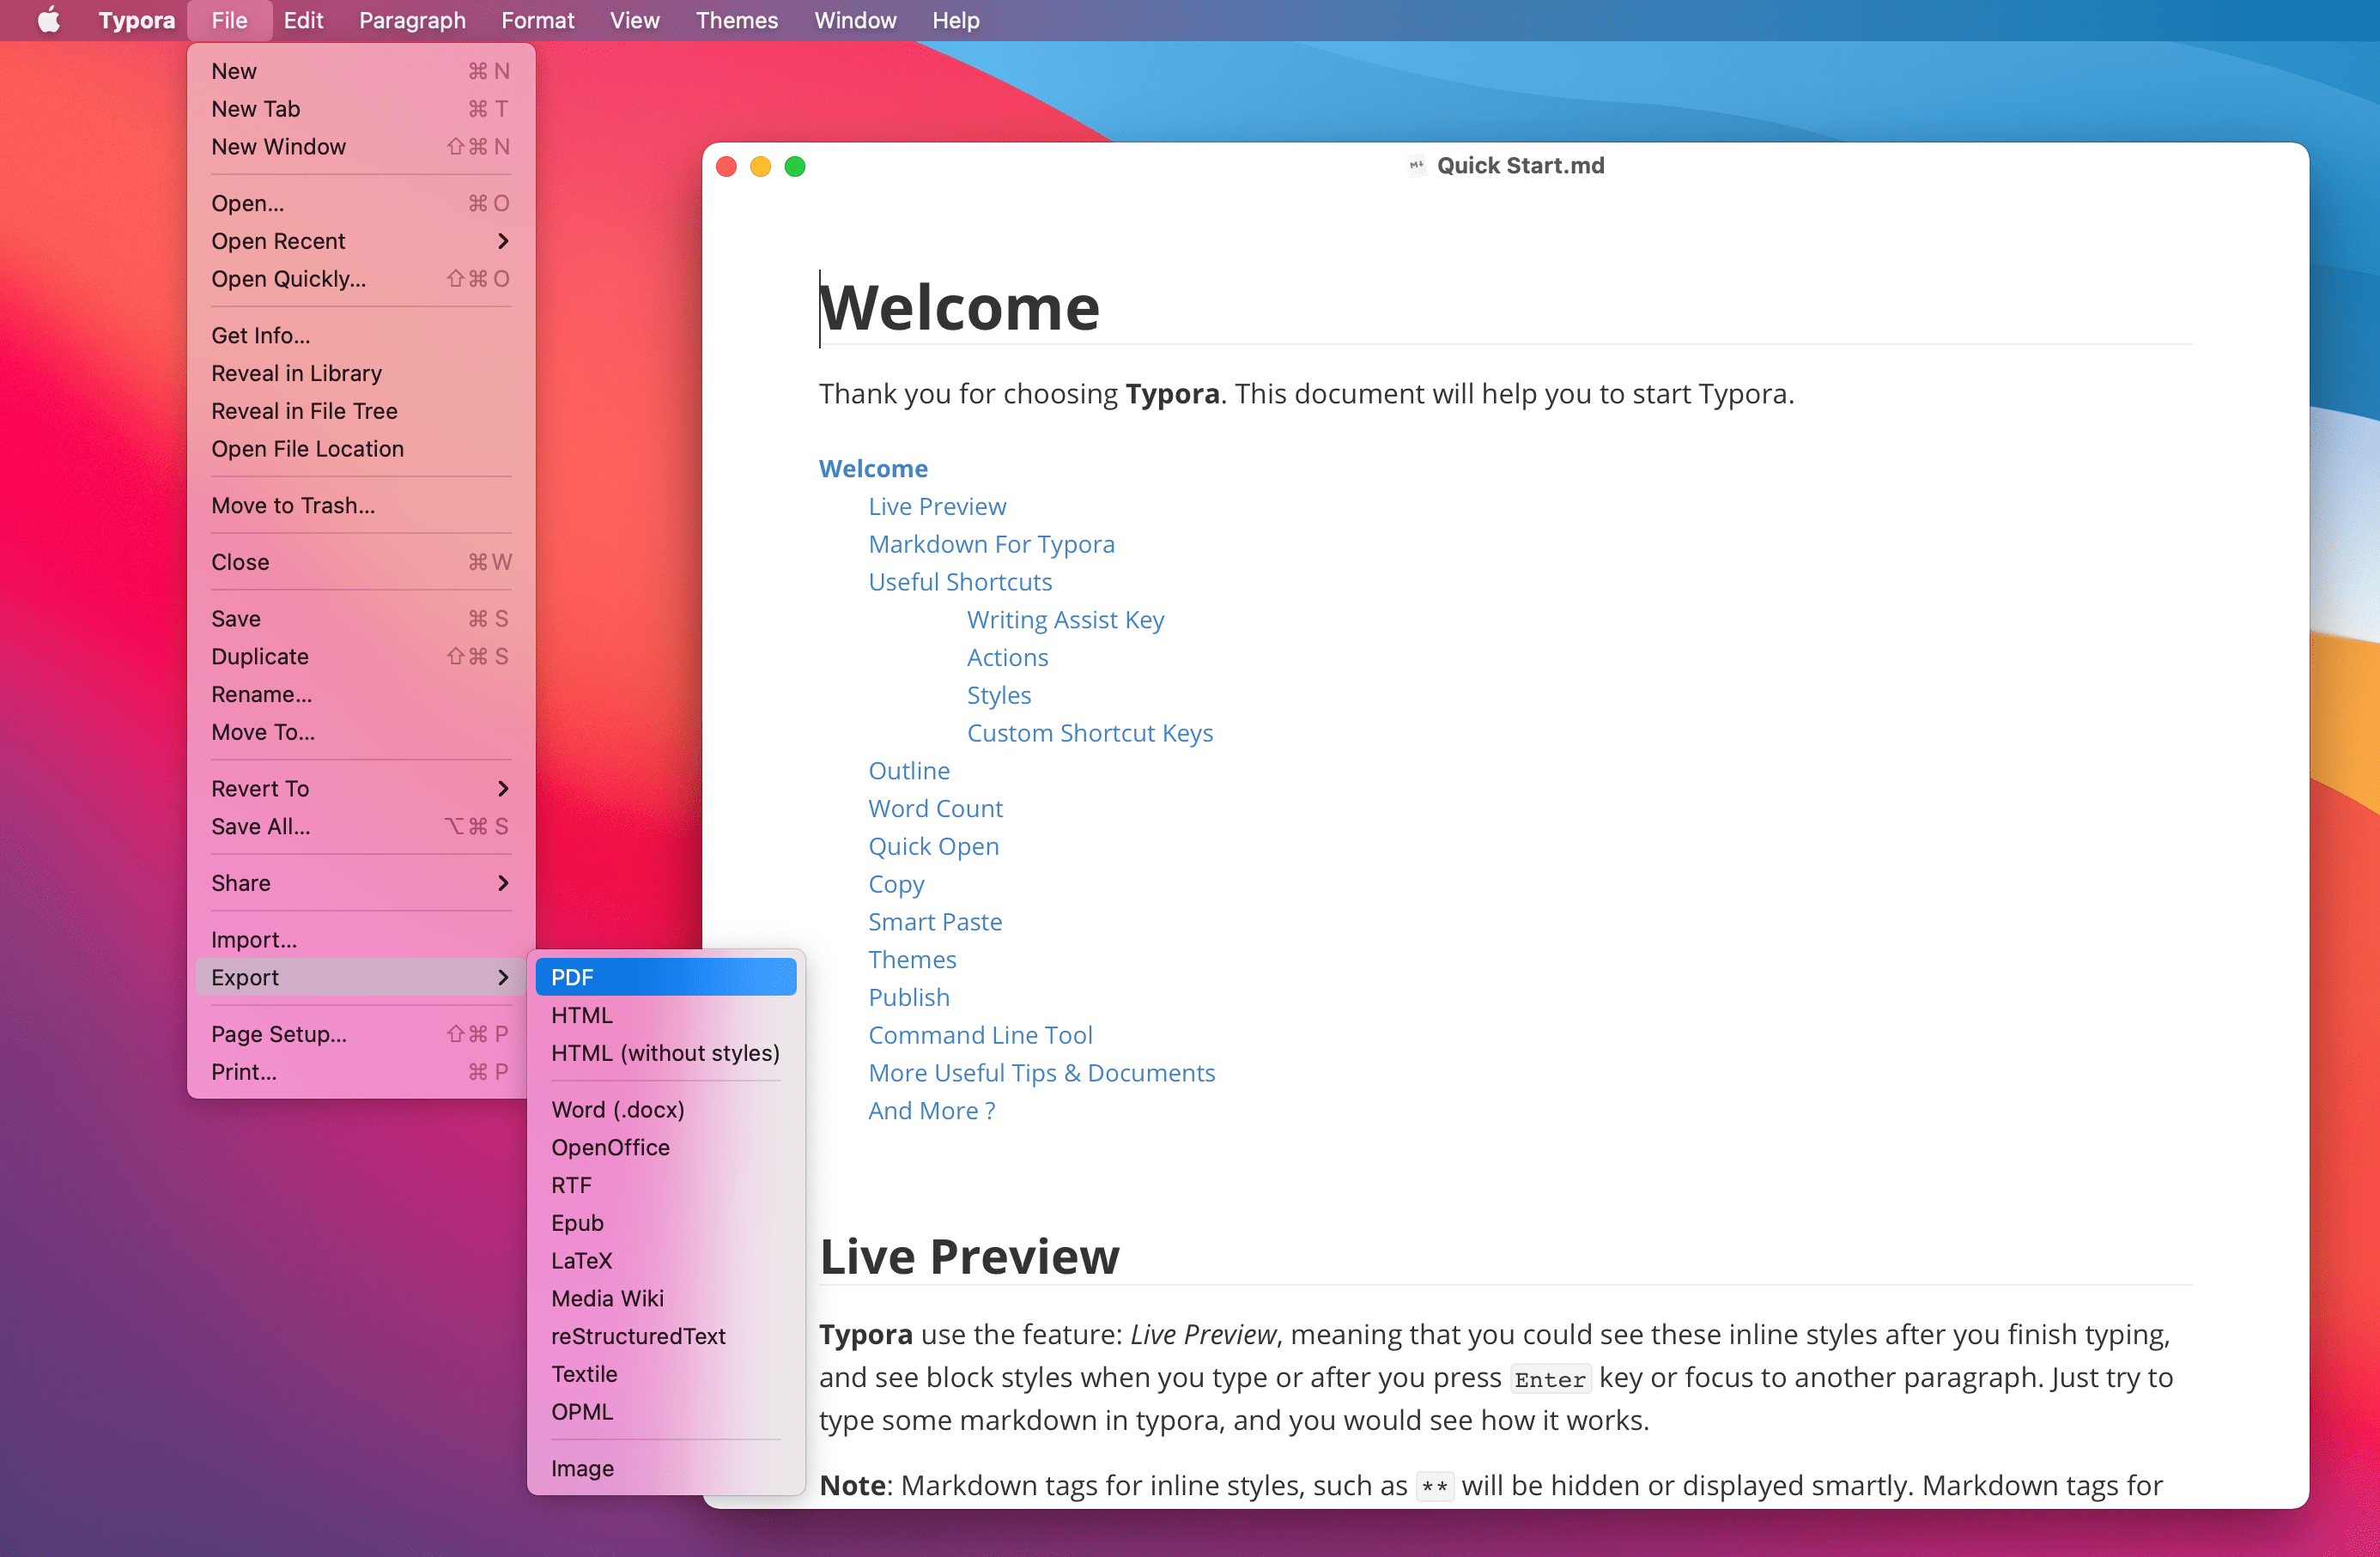 Typora File Edit Paragraph Format View Themes Window Help
New ⌘ N
New Tab ⌘ T
New Window ⇧⌘ N
Open... ⌘ O
Open Recent
Open Quickly... ⇧⌘ O
Get Info...
Reveal in Library
Reveal in File Tree
Open File Location
Move to Trash...
Close ⌘W
Save ⌘ S
Duplicate ⇧⌘ S
Rename...
Move To...
Revert To
Save All... ⌥⌘ S
Share
Import...
Export
Page Setup... ⇧⌘ P
Print... ⌘ P
PDF
HTML
HTML (without styles)
Word (.docx)
OpenOffice
RTF
Epub
LaTeX
Media Wiki
reStructuredText
Textile
OPML
Image
M↓ Quick Start.md
Welcome
Thank you for choosing Typora. This document will help you to start Typora.
Welcome
Live Preview
Markdown For Typora
Useful Shortcuts
Writing Assist Key
Actions
Styles
Custom Shortcut Keys
Outline
Word Count
Quick Open
Copy
Smart Paste
Themes
Publish
Command Line Tool
More Useful Tips & Documents
And More ?
Live Preview
Typora use the feature: Live Preview, meaning that you could see these inline styles after you finish typing,
and see block styles when you type or after you press Enter key or focus to another paragraph. Just try to
type some markdown in typora, and you would see how it works.
Note: Markdown tags for inline styles, such as ** will be hidden or displayed smartly. Markdown tags for